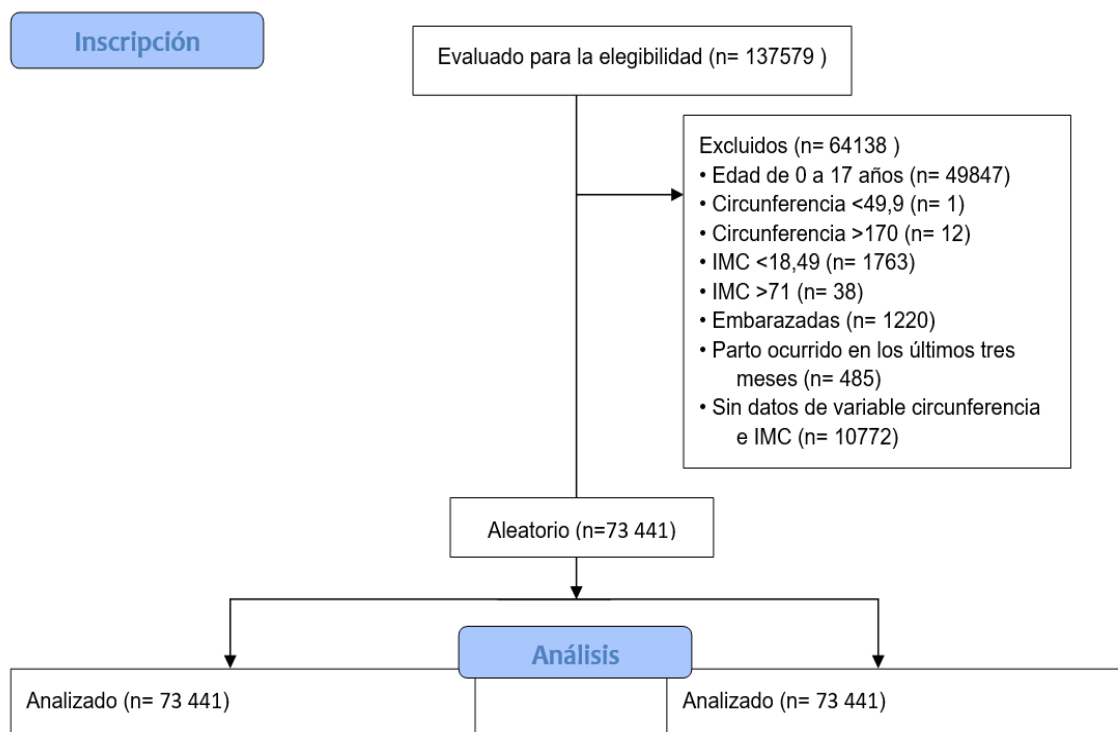 Inscripción
Evaluado para la elegibilidad (n= 137579 )
Excluidos (n= 64138 )
• Edad de 0 a 17 años (n= 49847)
• Circunferencia <49,9 (n= 1)
• Circunferencia >170 (n= 12)
• IMC <18,49 (n= 1763)
• IMC >71 (n= 38)
• Embarazadas (n= 1220)
• Parto ocurrido en los últimos tres
meses (n= 485)
• Sin datos de variable circunferencia
e IMC (n= 10772)
Aleatorio (n=73 441)
Análisis
Analizado (n= 73 441)
Analizado (n= 73 441)